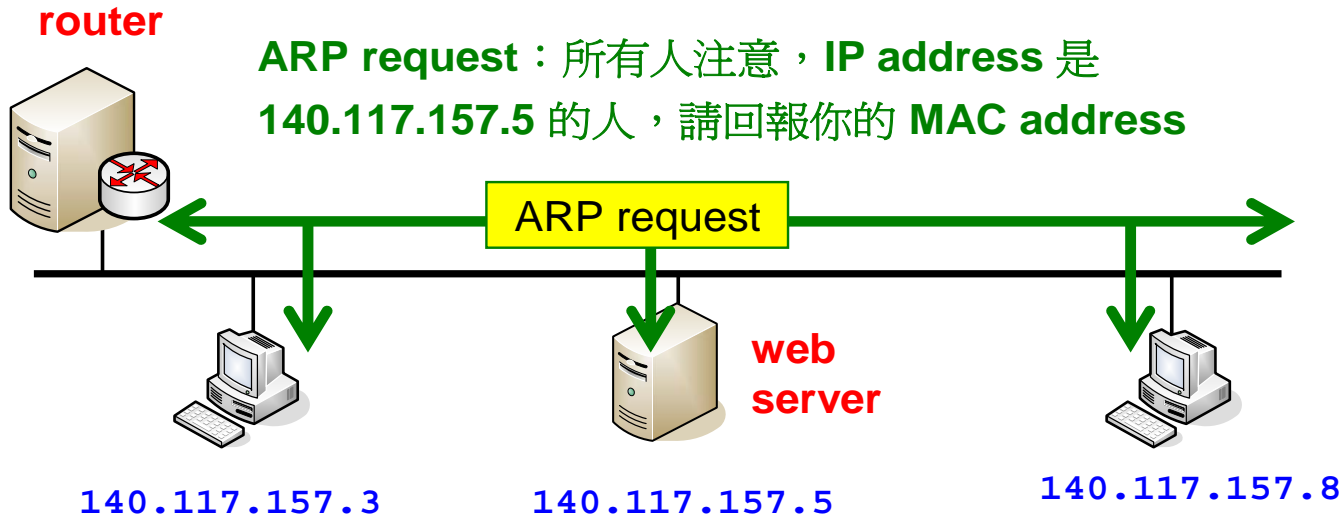 router
ARP request：所有人注意，IP address 是
140.117.157.5 的人，請回報你的 MAC address
ARP request
web
server
140.117.157.3
140.117.157.5
140.117.157.8